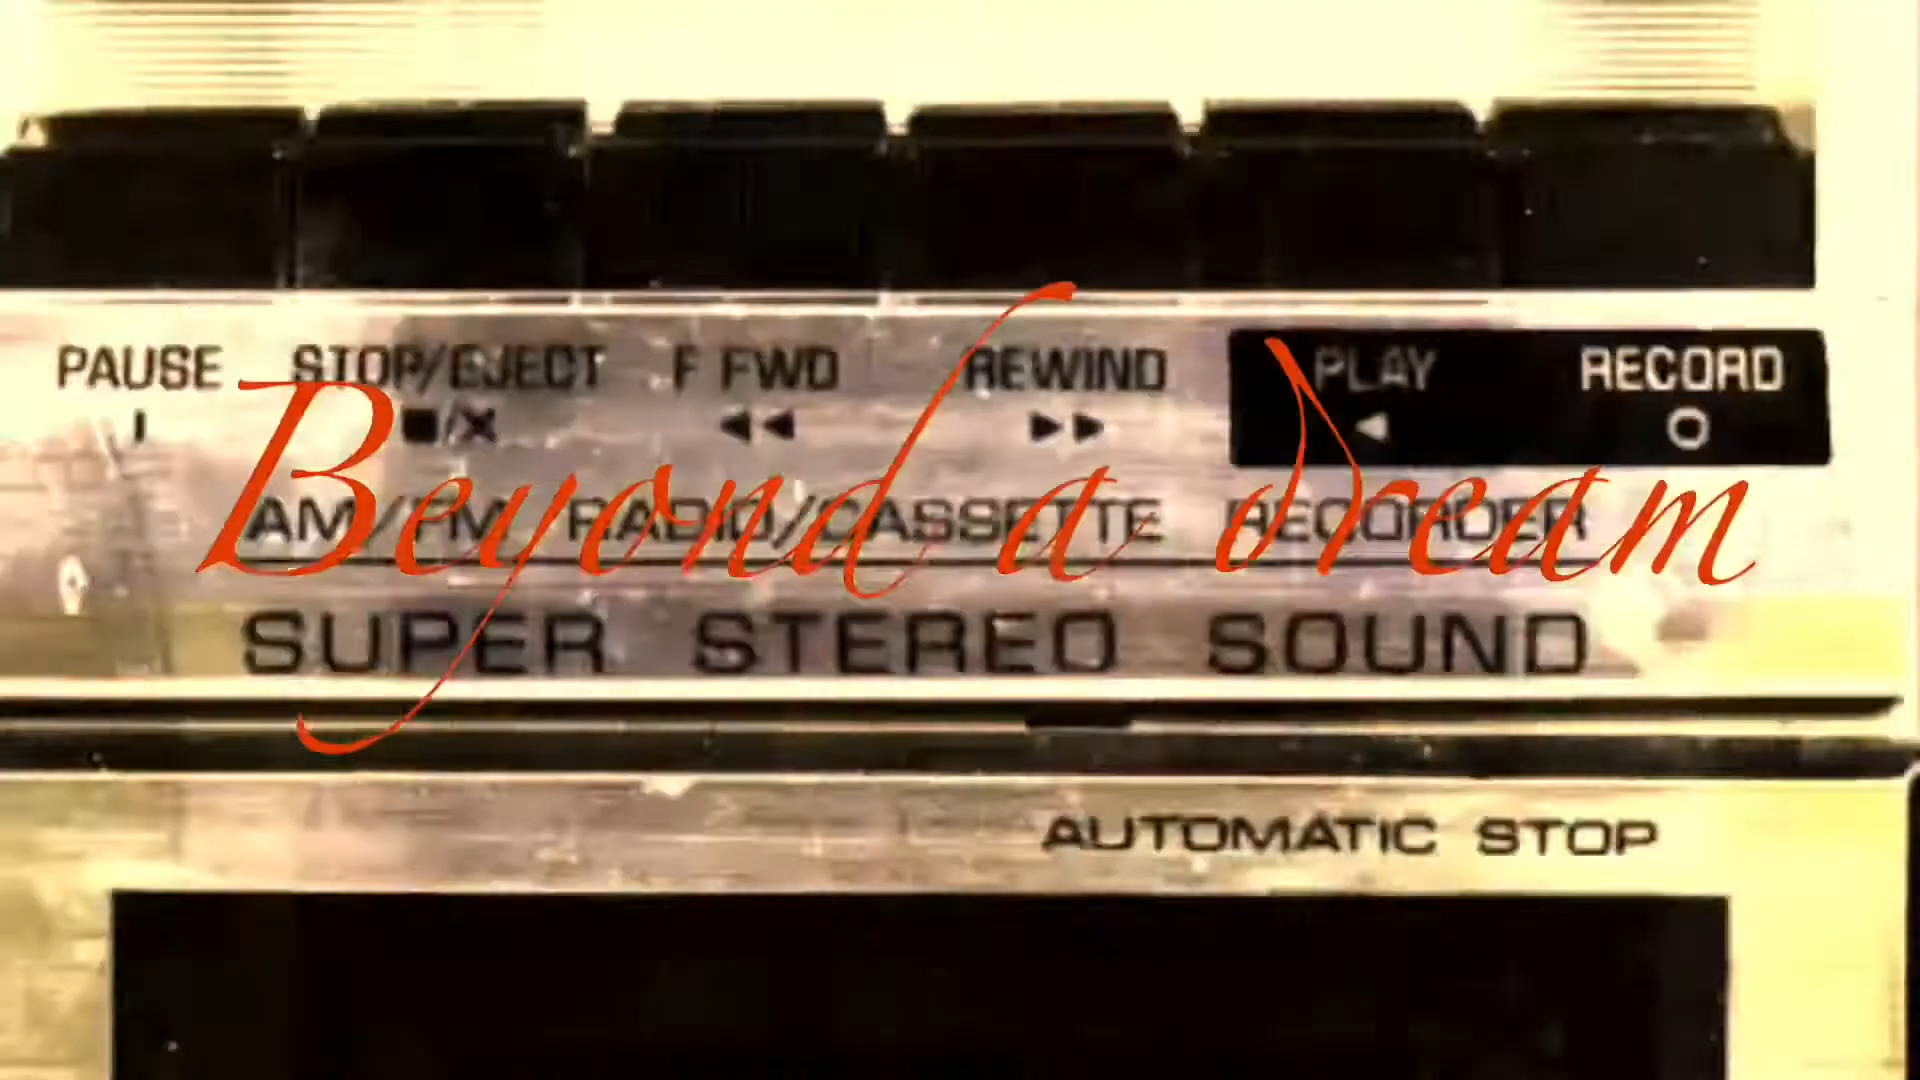 PAUSE STOP/EJECT F FWD REWIND PLAY RECORD
Beyond a dream
AM/FM RADIO/CASSETTE RECORDER
SUPER STEREO SOUND
AUTOMATIC STOP